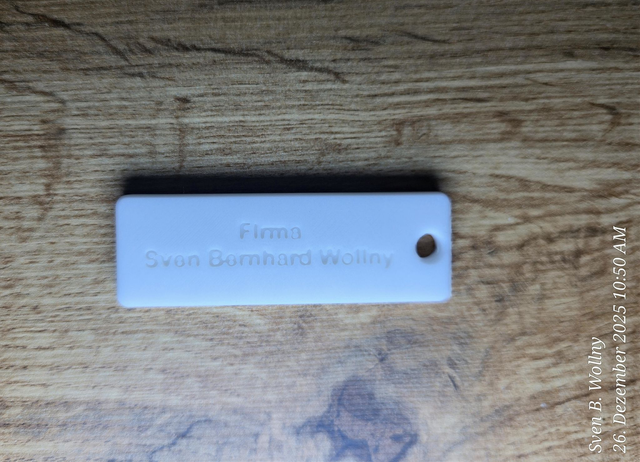 Firma
Sven Bernhard Wollny
Sven B. Wollny
26. Dezember 2025 10:50 AM